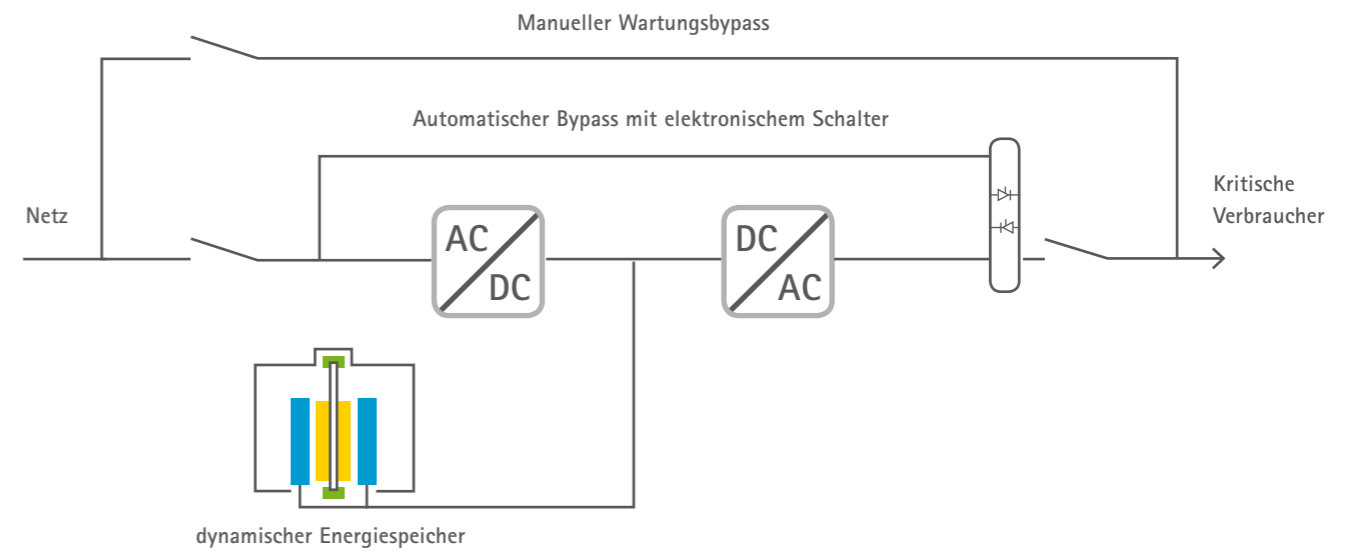 Manueller Wartungsbypass
Automatischer Bypass mit elektronischem Schalter
Netz
Kritische
Verbraucher
AC
DC
DC
AC
dynamischer Energiespeicher